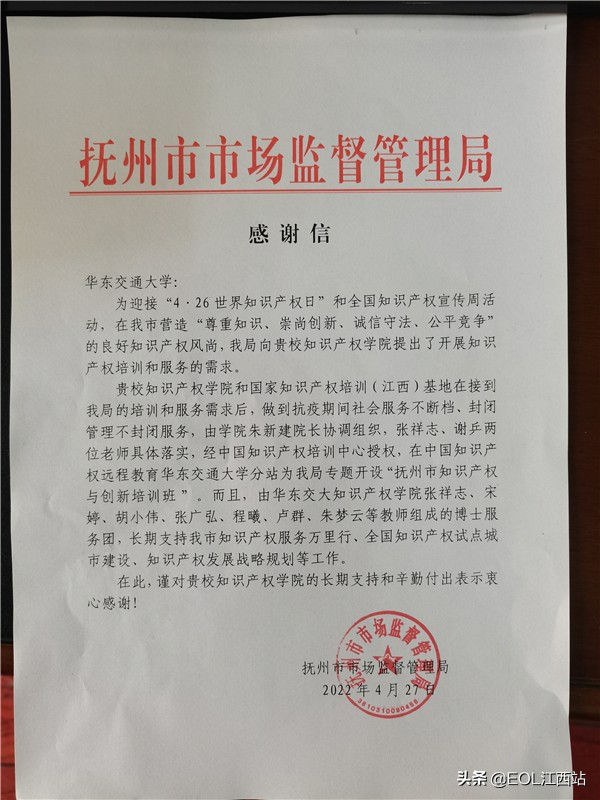 抚州市市场监督管理局
感谢信
华东交通大学:
为迎接“4·26世界知识产权日”和全国知识产权宣传周活
动，在我市营造“尊重知识、崇尚创新、诚信守法、公平竞争”
的良好知识产权风尚，我局向贵校知识产权学院提出了开展知识
产权培训和服务的需求。
贵校知识产权学院和国家知识产权培训（江西）基地在接到
我局的培训和服务需求后，做到抗疫期间社会服务不断档、封闭
管理不封闭服务，由学院朱新建院长协调组织，张祥志、谢乒两
位老师具体落实，经中国知识产权培训中心授权，在中国知识产
权远程教育华东交通大学分站为我局专题开设“抚州市知识产权
与创新培训班”。而且，由华东交大知识产权学院张祥志、宋
婷、胡小伟、张广弘、程曦、卢群、朱梦云等教师组成的博士服
务团，长期支持我市知识产权服务万里行、全国知识产权试点城
市建设、知识产权发展战略规划等工作。
在此，谨对贵校知识产权学院的长期支持和辛勤付出表示衷
心感谢！
抚州市市场监督管理局
抚州市市场监督管理局
2022年4月27日
3610310090456
头条 @EOL江西站